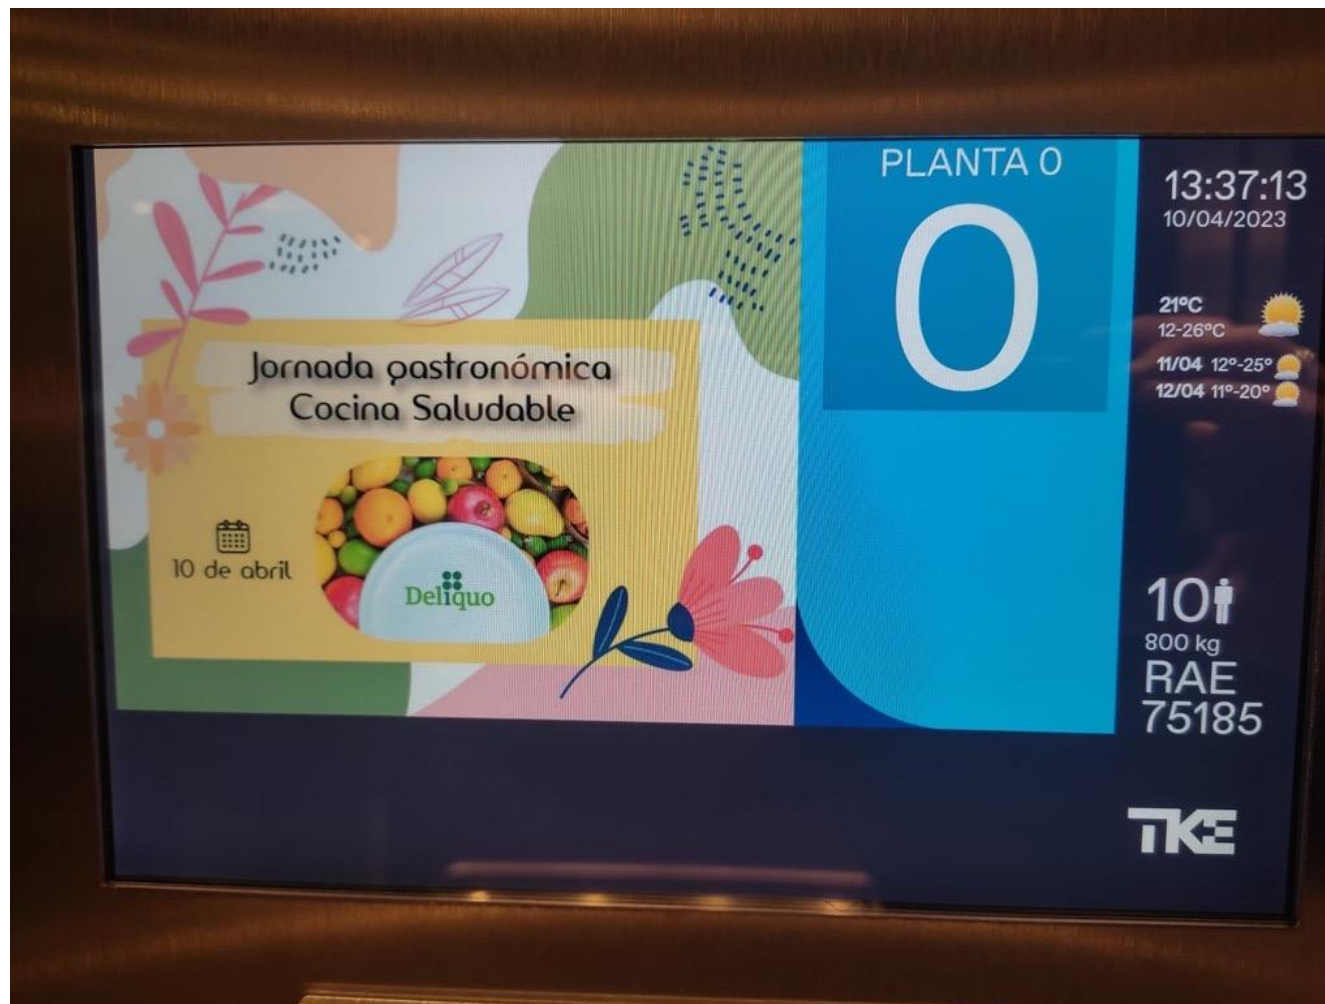 Jornada gastronómica
Cocina Saludable
10 de abril
Deliquo
PLANTA 0
0
13:37:13
10/04/2023
21ºC
12-26ºC
11/04 12º-25º
12/04 11º-20º
10
800 kg
RAE
75185
TKE